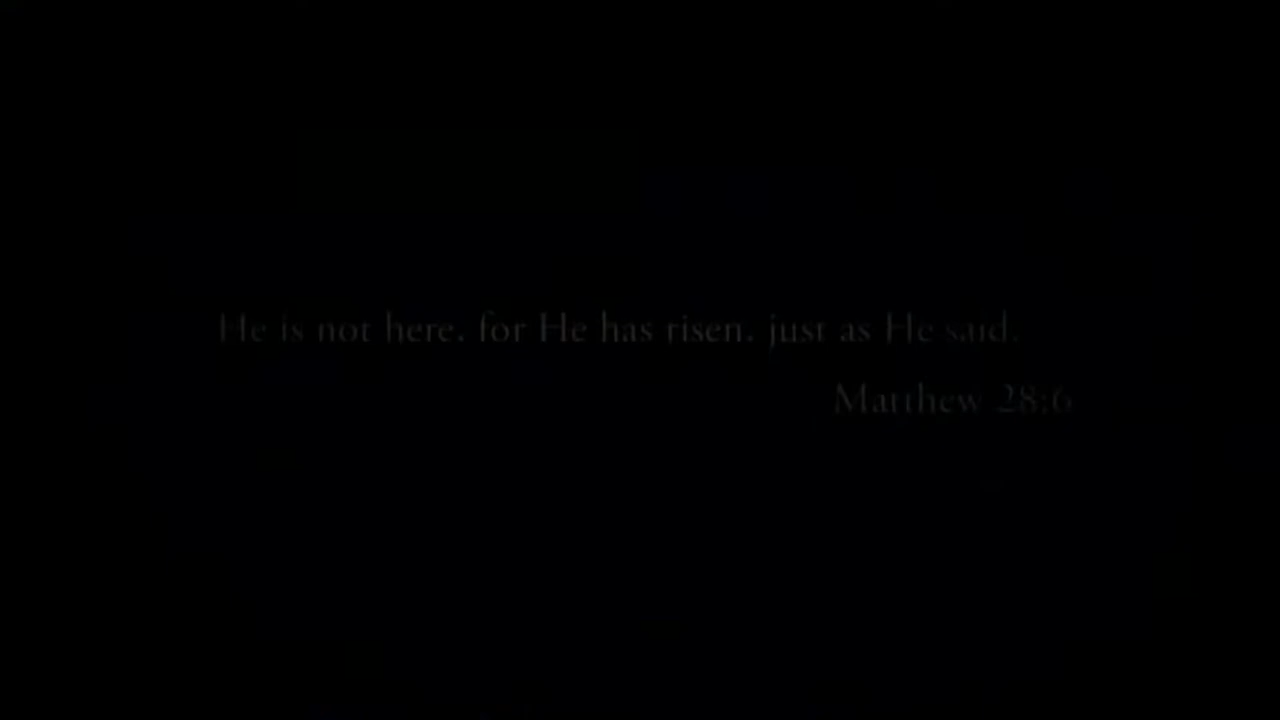 He is not here, for He has risen, just as He said.
Matthew 28:6